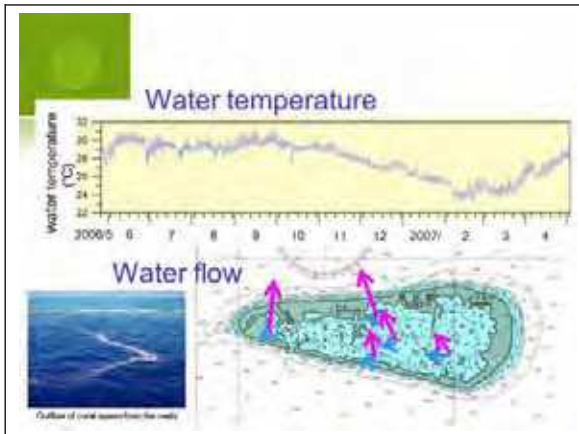 Water temperature
water temperature
(°C)
32
30
28
26
24
22
2006/5 6 7 8 9 10 11 12 2007/ 2 3 4
Water flow
Outflow of coral spawn from the reefs